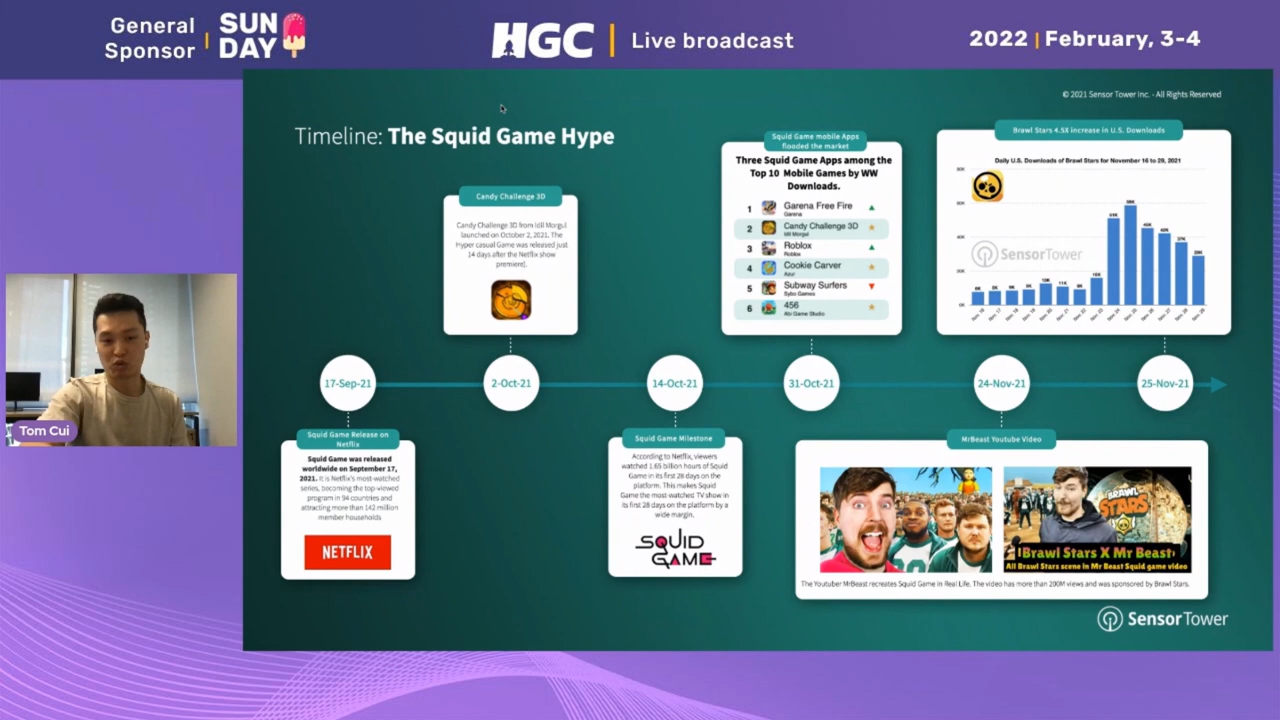 General
Sponsor
SUN
DAY
HGC
Live broadcast
2022 | February, 3-4
© 2021 Sensor Tower Inc. - All Rights Reserved
Timeline: The Squid Game Hype
Candy Challenge 3D
Candy Challenge 3D from Idil Morgul
launched on October 2, 2021. The
Hyper casual Game was released just
14 days after the Netflix show
premiere).
Squid Game mobile Apps
flooded the market
Three Squid Game Apps among the
Top 10 Mobile Games by WW
Downloads.
1 Garena Free Fire
Garena
2 Candy Challenge 3D
Idil Morgul
3 Roblox
Roblox
4 Cookie Carver
Azur
5 Subway Surfers
Sybo Games
6 456
Abi Game Studio
Brawl Stars 4.5X increase in U.S. Downloads
Daily U.S. Downloads of Brawl Stars for November 16 to 29, 2021
SensorTower
17-Sep-21
2-Oct-21
14-Oct-21
31-Oct-21
24-Nov-21
25-Nov-21
Tom Cui
Squid Game Release on
Netflix
Squid Game was released
worldwide on September 17,
2021. It is Netflix's most-watched
series, becoming the top-viewed
program in 94 countries and
attracting more than 142 million
member households
NETFLIX
Squid Game Milestone
According to Netflix, viewers
watched 1.65 billion hours of Squid
Game in its first 28 days on the
platform. This makes Squid
Game the most-watched TV show in
its first 28 days on the platform by a
wide margin.
SQUID
GAME
MrBeast Youtube Video
BRAWL
STARS
!Brawl Stars X Mr Beast!
All Brawl Stars scene in Mr Beast Squid game video
The Youtuber MrBeast recreates Squid Game in Real Life. The video has more than 200M views and was sponsored by Brawl Stars.
SensorTower